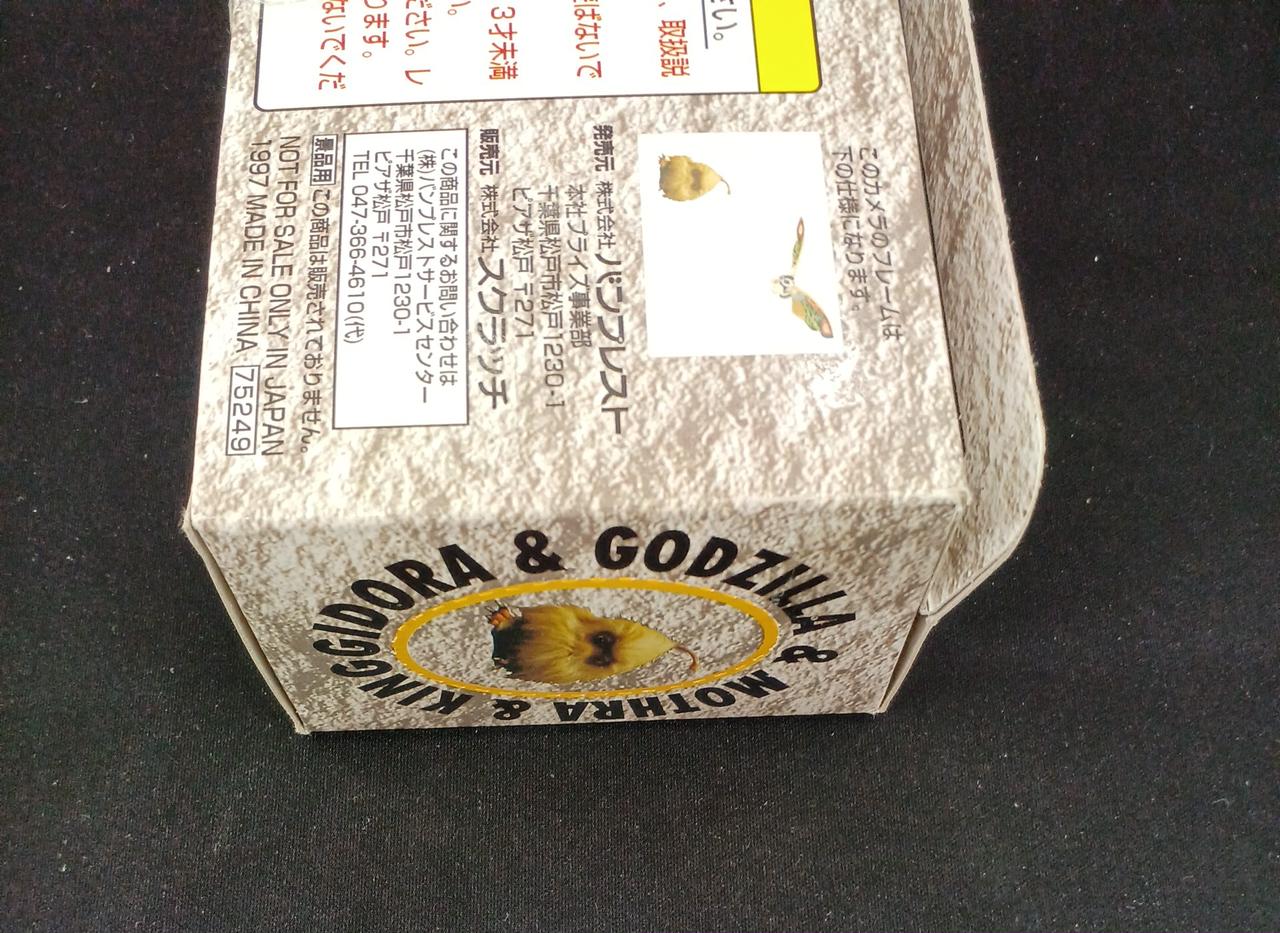 さい。
、取扱説
ばないで
3才未満
い。
ださい。し
ります。
ないでくだ
このカメラのフレームは
下の仕様になります。
発売元 株式会社バンプレスト
本社プライズ事業部
千葉県松戸市松戸1230-1
ピアザ松戸 〒271
販売元 株式会社スクラッチ
この商品に関するお問い合わせは
(株)バンプレストサービスセンター
千葉県松戸市松戸1230-1
ピアザ松戸 〒271
TEL 047-366-4610(代)
景品用 この商品は販売されておりません。
NOT FOR SALE ONLY IN JAPAN
1997 MADE IN CHINA 75249
KINGGIDORA & GODZILLA & MOTHRA &